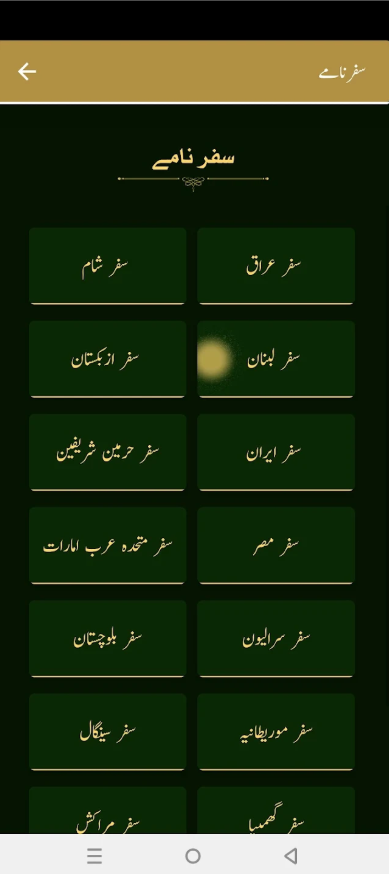 سفرنامے
سفر نامے
سفر عراق
سفر شام
سفر لبنان
سفر ازبکستان
سفر ایران
سفر حرمین شریفین
سفر مصر
سفر متحدہ عرب امارات
سفر سرالیون
سفر بلوچستان
سفر موریطانیہ
سفر سینگال
سفر گھمبیا
سفر مراکش